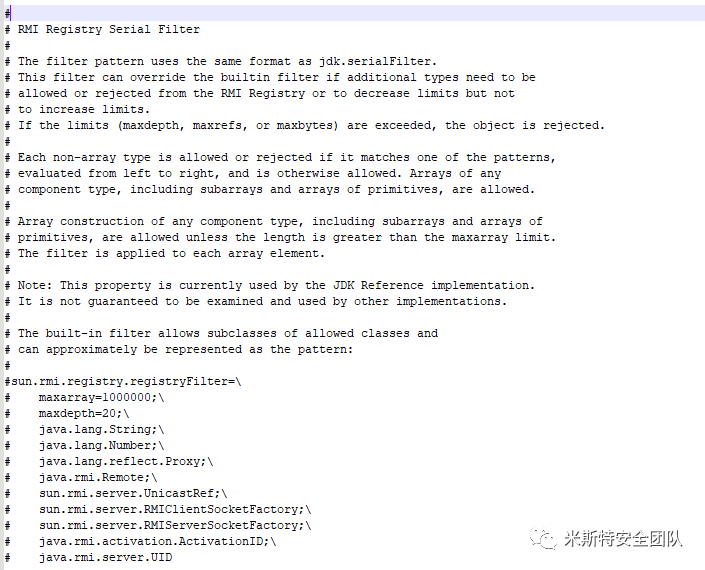 #
# RMI Registry Serial Filter
#
# The filter pattern uses the same format as jdk.serialFilter.
# This filter can override the builtin filter if additional types need to be
# allowed or rejected from the RMI Registry or to decrease limits but not
# to increase limits.
# If the limits (maxdepth, maxrefs, or maxbytes) are exceeded, the object is rejected.
#
# Each non-array type is allowed or rejected if it matches one of the patterns,
# evaluated from left to right, and is otherwise allowed. Arrays of any
# component type, including subarrays and arrays of primitives, are allowed.
#
# Array construction of any component type, including subarrays and arrays of
# primitives, are allowed unless the length is greater than the maxarray limit.
# The filter is applied to each array element.
#
# Note: This property is currently used by the JDK Reference implementation.
# It is not guaranteed to be examined and used by other implementations.
#
# The built-in filter allows subclasses of allowed classes and
# can approximately be represented as the pattern:
#
#sun.rmi.registry.registryFilter=\
#    maxarray=1000000;\
#    maxdepth=20;\
#    java.lang.String;\
#    java.lang.Number;\
#    java.lang.reflect.Proxy;\
#    java.rmi.Remote;\
#    sun.rmi.server.UnicastRef;\
#    sun.rmi.server.RMIClientSocketFactory;\
#    sun.rmi.server.RMIServerSocketFactory;\
#    java.rmi.activation.ActivationID;\
#    java.rmi.server.UID
米斯特安全团队